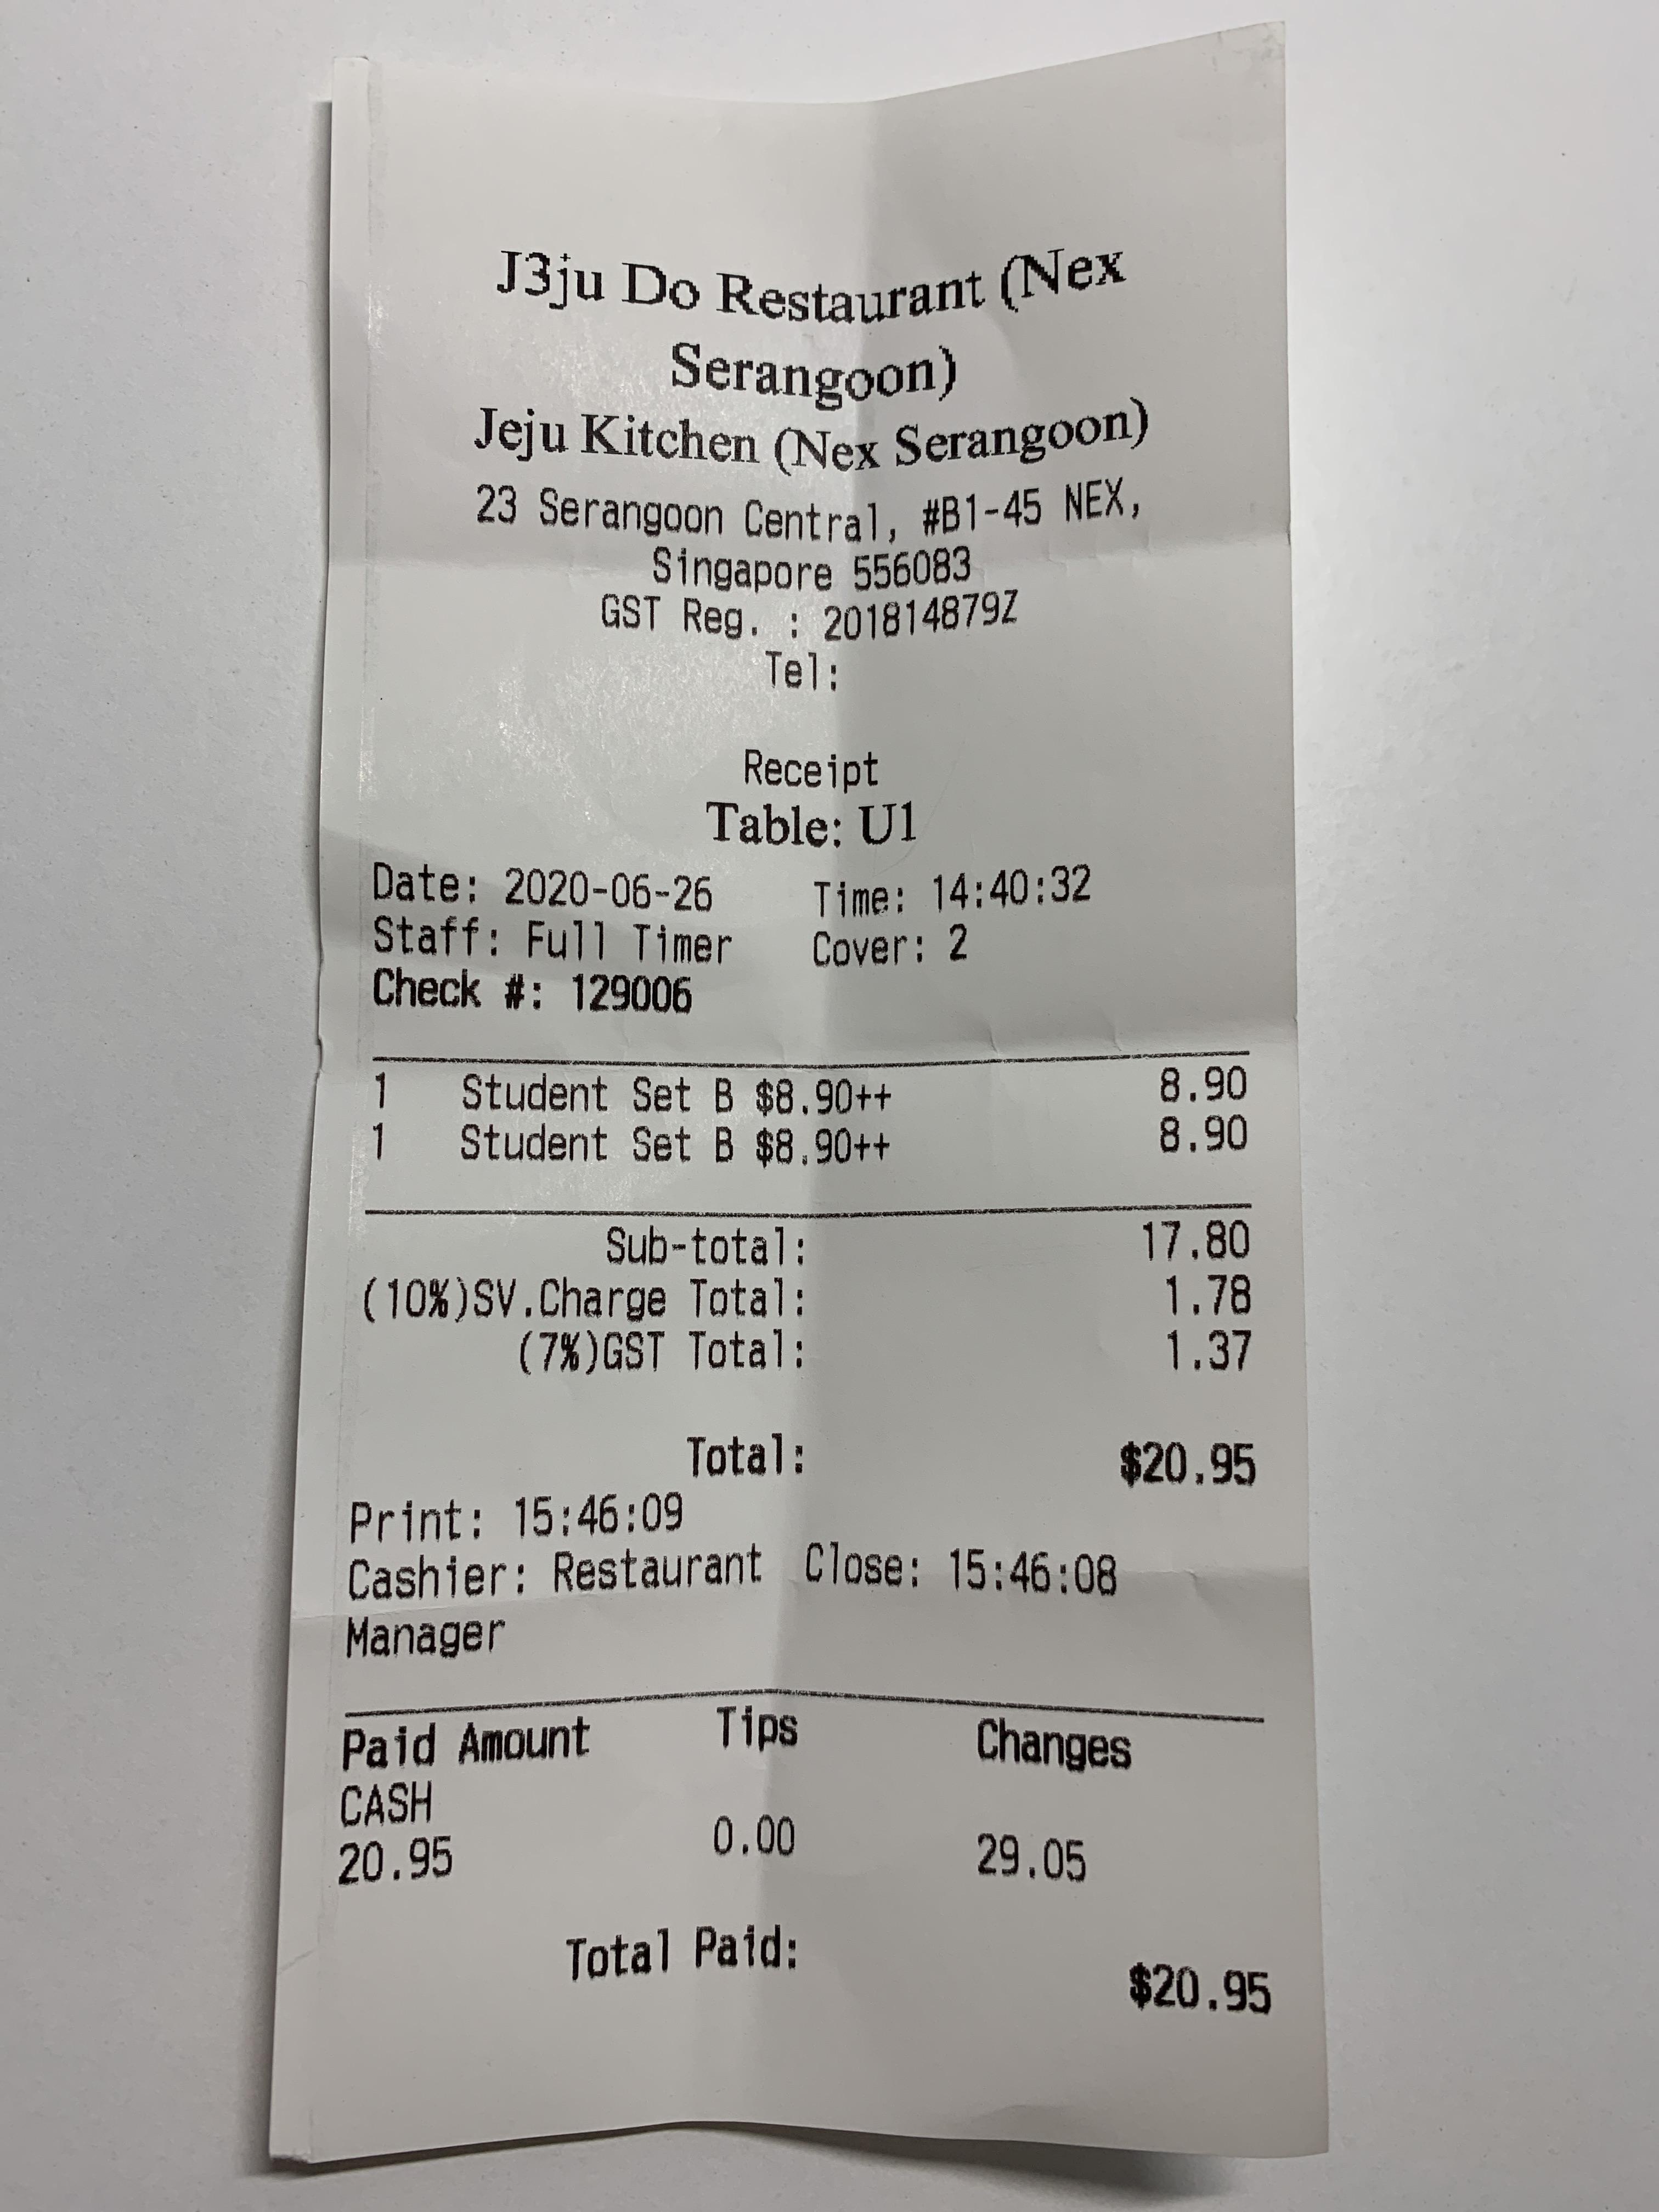 J3ju Do Restaurant (Nex
Serangoon)
Jeju Kitchen (Nex Serangoon)
23 Serangoon Central, #B1-45 NEX,
Singapore 556083
GST Reg. : 201814879Z
Tel:
Receipt
Table: U1
Date: 2020-06-26 Time: 14:40:32
Staff: Full Timer Cover: 2
Check #: 129006
1 Student Set B $8.90++ 8.90
1 Student Set B $8.90++ 8.90
Sub-total: 17.80
(10%)SV.Charge Total: 1.78
(7%)GST Total: 1.37
Total: $20.95
Print: 15:46:09
Cashier: Restaurant Close: 15:46:08
Manager
Paid Amount Tips Changes
CASH
20.95 0.00 29.05
Total Paid: $20.95